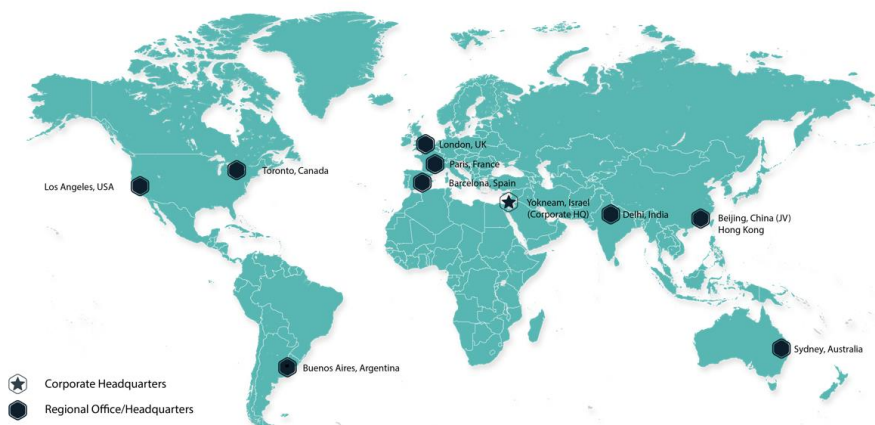 London, UK
Toronto, Canada
Paris, France
Los Angeles, USA
Barcelona, Spain
Yokneam, Israel
(Corporate HQ)
Delhi, India
Beijing, China (JV)
Hong Kong
Sydney, Australia
Buenos Aires, Argentina
Corporate Headquarters
Regional Office/Headquarters